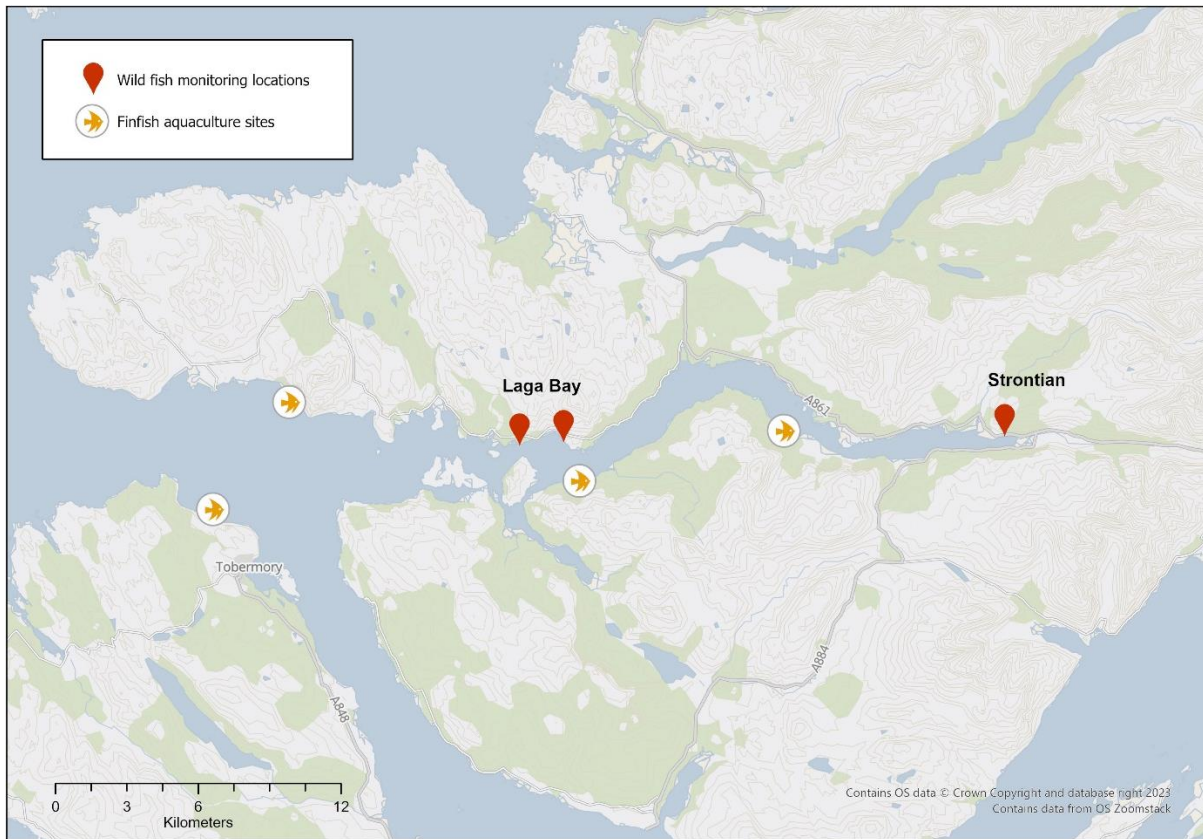 Wild fish monitoring locations
Finfish aquaculture sites
Laga Bay
Strontian
A861
Tobermory
A884
A848
0 3 6 12
Kilometers
Contains OS data © Crown Copyright and database right 2023
Contains data from OS Zoomstack